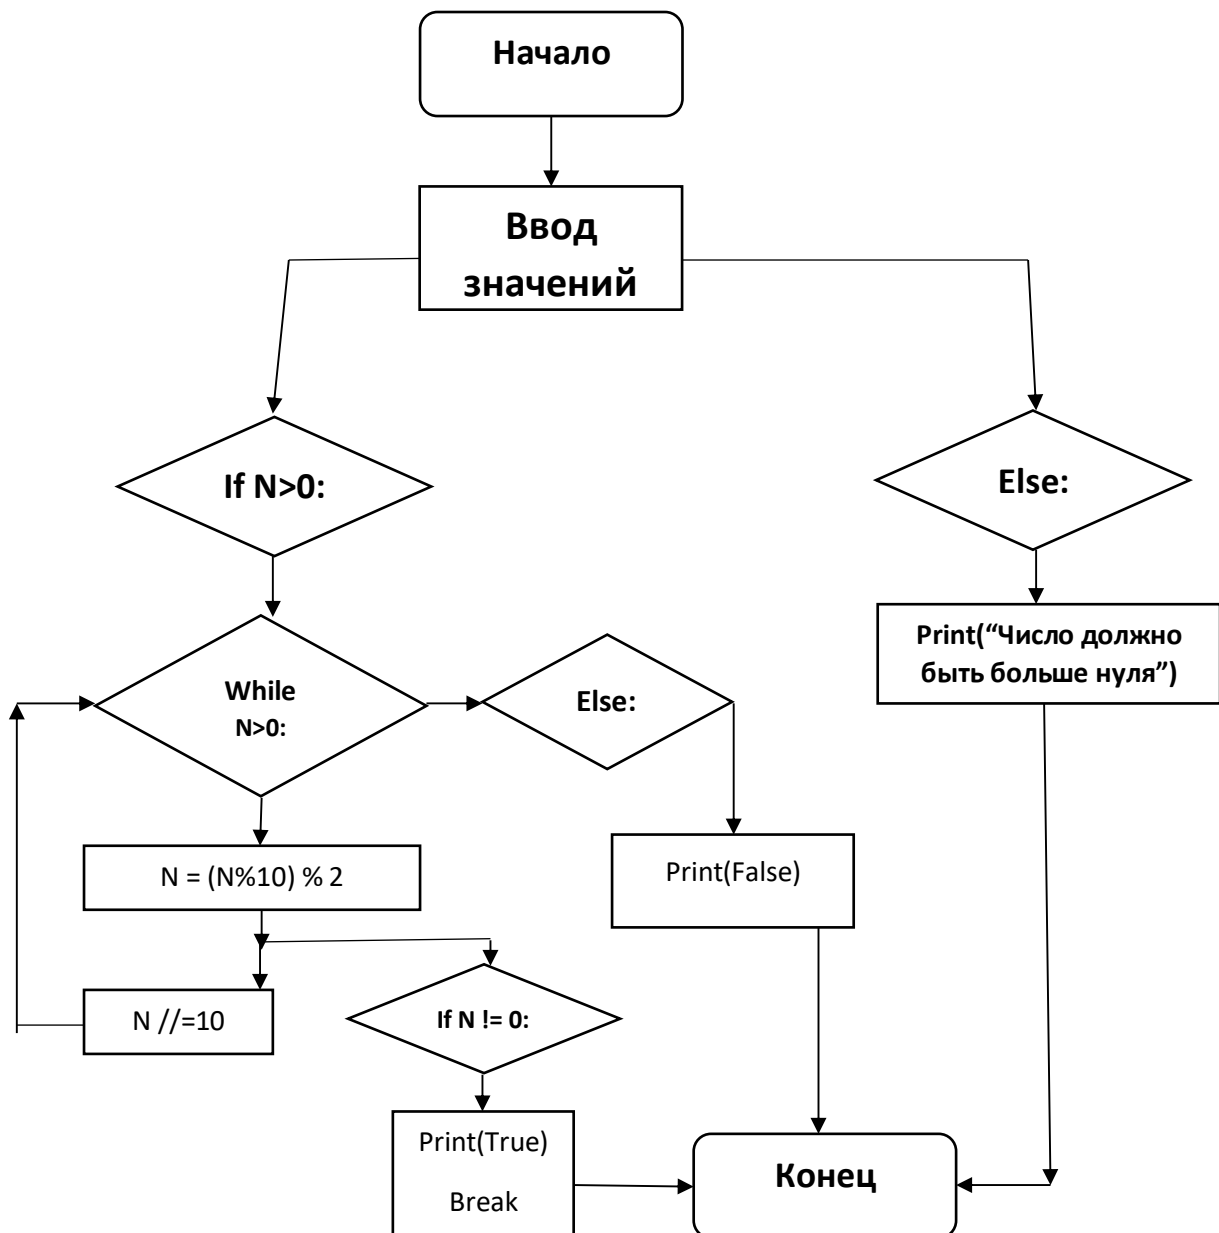 Начало
Ввод
значений
If N>0:
Else:
While
N>0:
Else:
Print(“Число должно
быть больше нуля”)
N = (N%10) % 2
Print(False)
N //=10
If N != 0:
Print(True)
Break
Конец